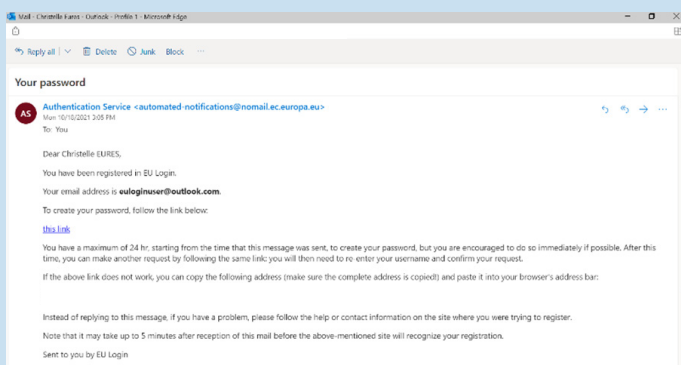 Mail - Christelle Eures - Outlook - Profile 1 - Microsoft Edge
Reply all
Delete
Junk
Block
Your password
AS
Authentication Service <automated-notifications@nomail.ec.europa.eu>
Mon 10/18/2021 3:05 PM
To: You
Dear Christelle EURES,
You have been registered in EU Login.
Your email address is euloginuser@outlook.com.
To create your password, follow the link below:
this link
You have a maximum of 24 hr, starting from the time that this message was sent, to create your password, but you are encouraged to do so immediately if possible. After this
time, you can make another request by following the same link: you will then need to re-enter your username and confirm your request.
If the above link does not work, you can copy the following address (make sure the complete address is copied!) and paste it into your browser's address bar:
Instead of replying to this message, if you have a problem, please follow the help or contact information on the site where you were trying to register.
Note that it may take up to 5 minutes after reception of this mail before the above-mentioned site will recognize your registration.
Sent to you by EU Login